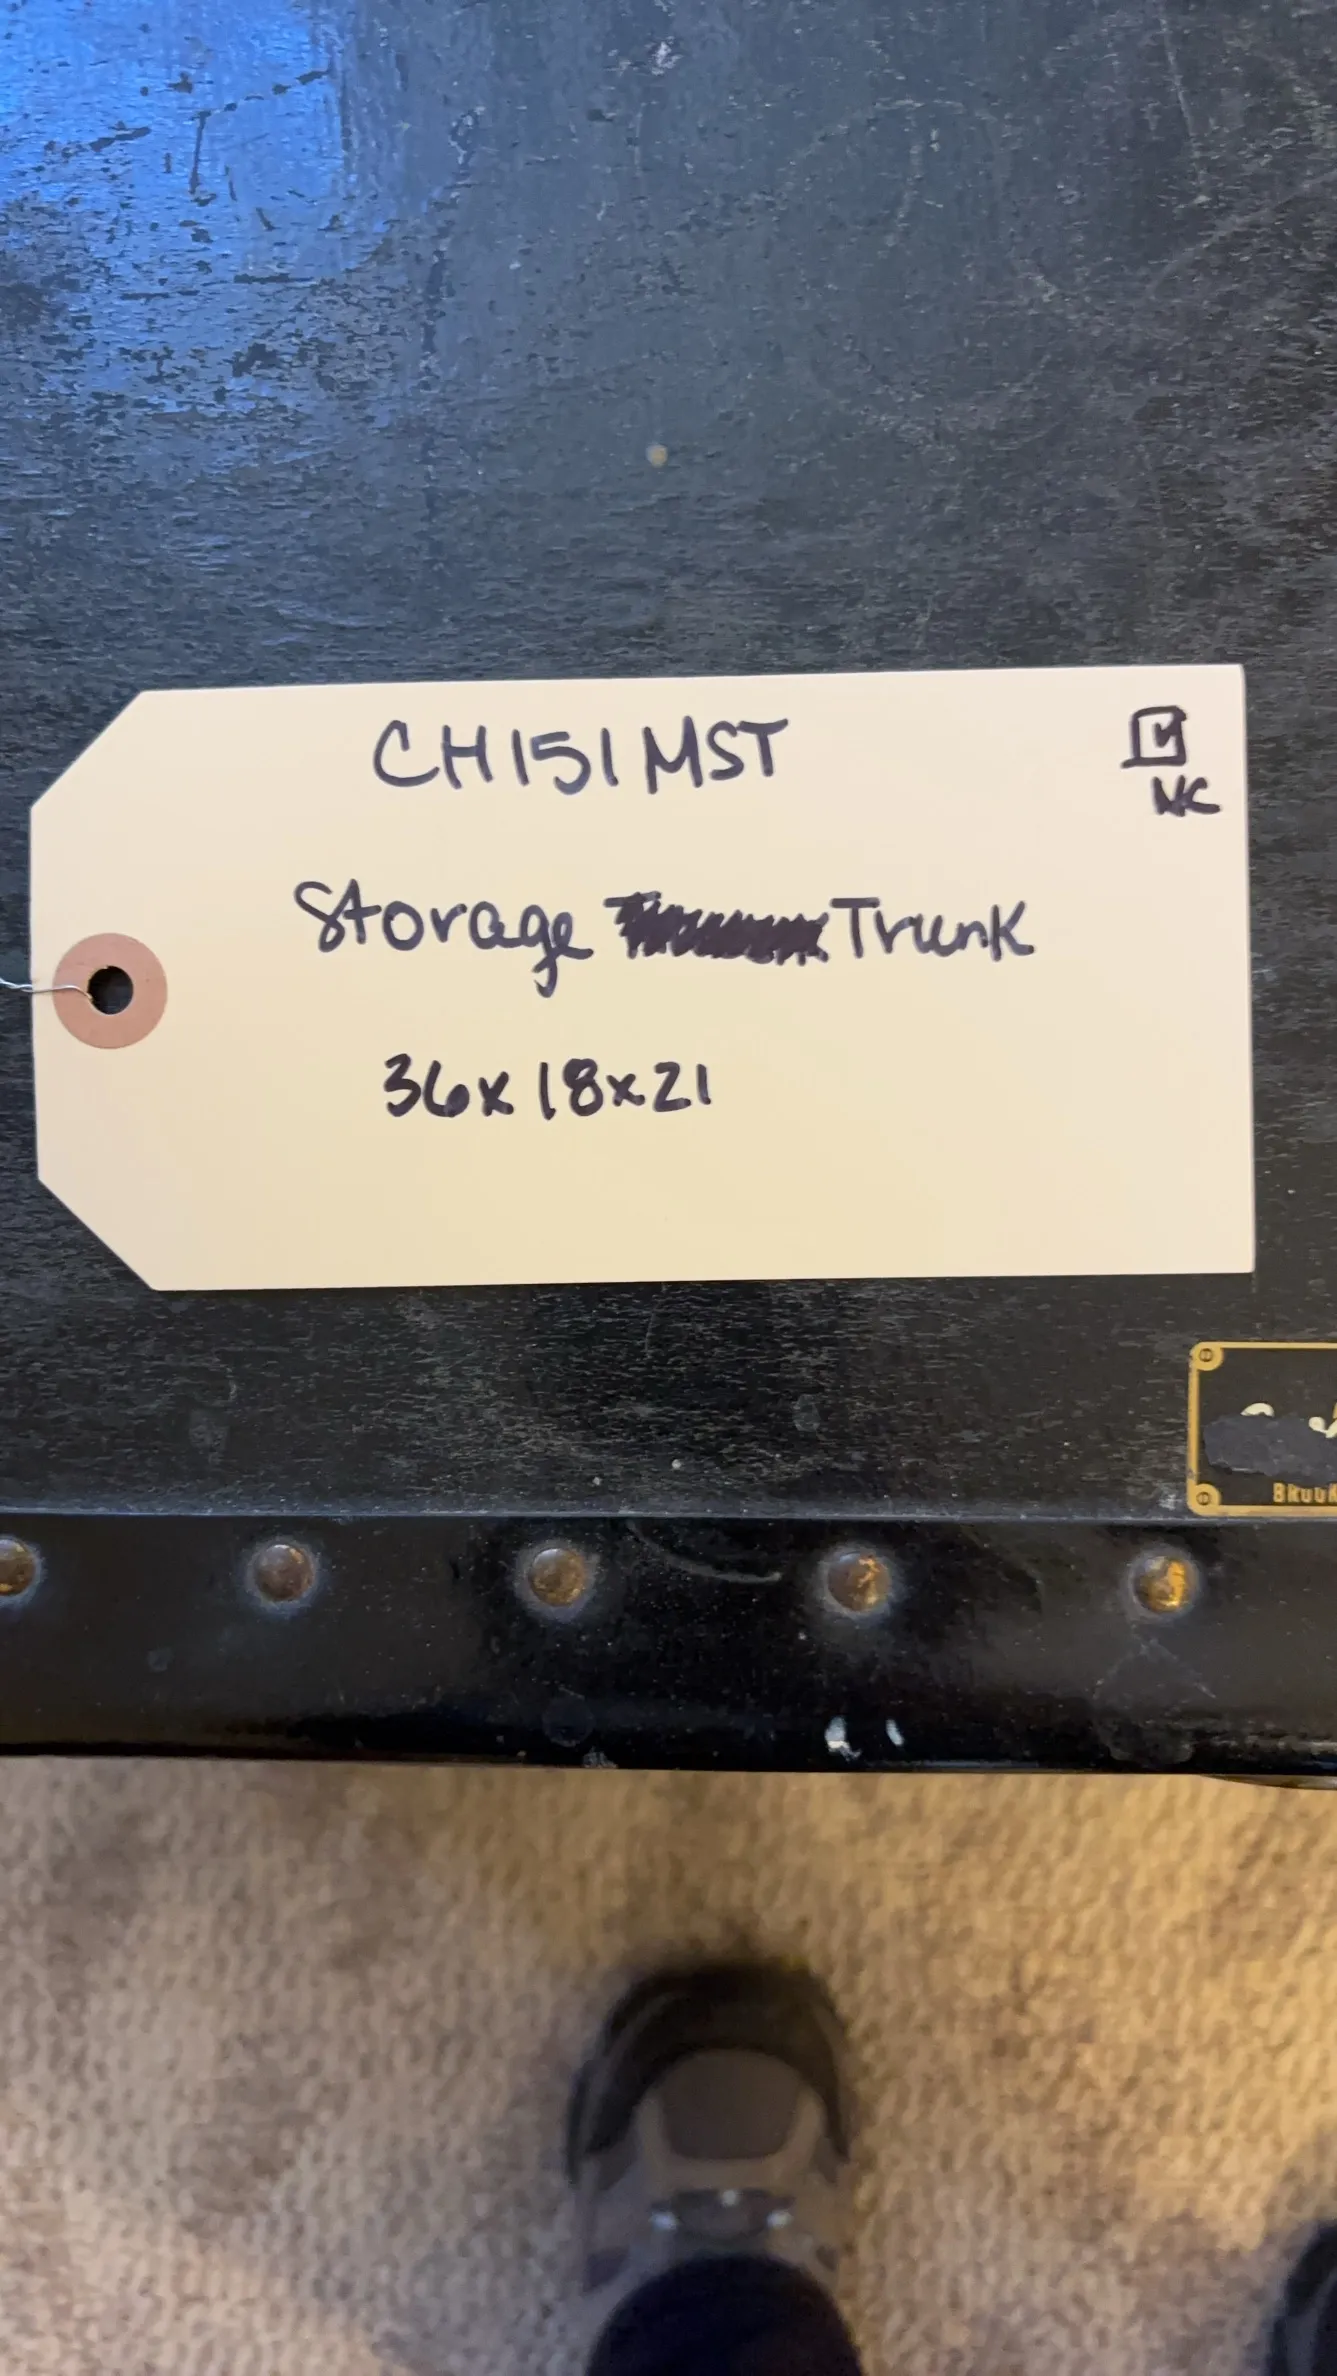 CH151MST
NC
Storage Trunk
36x18x21